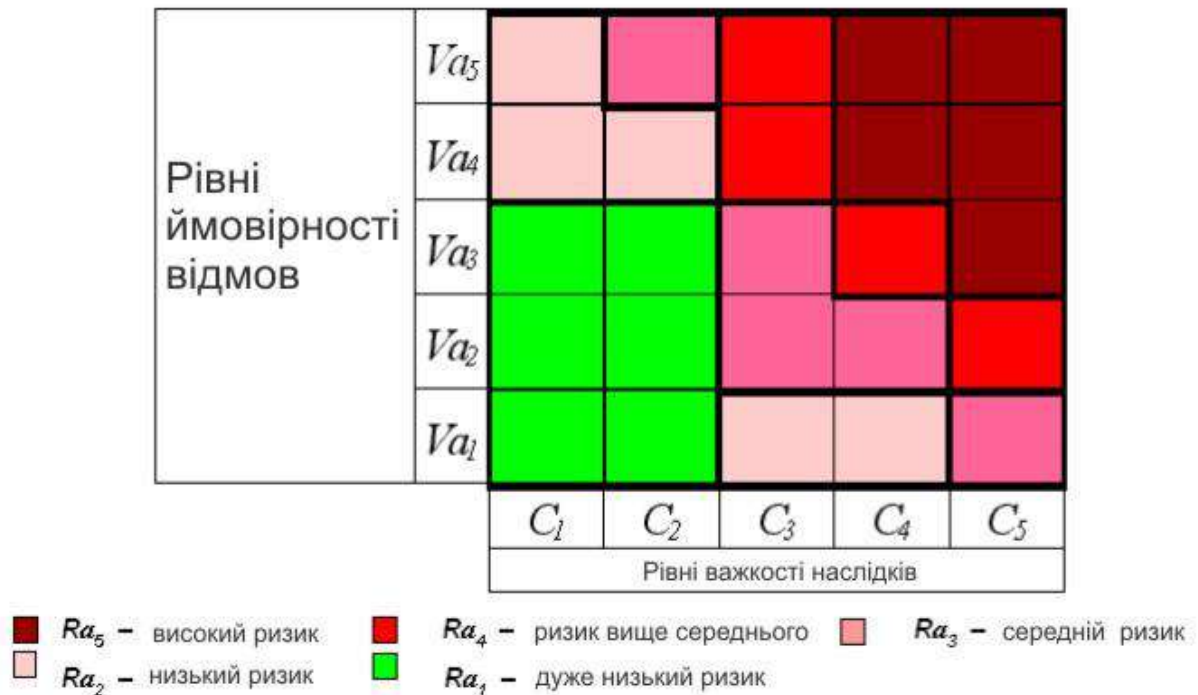 Рівні
ймовірності
відмов
Va5
Va4
Va3
Va2
Va1
C1 C2 C3 C4 C5
Рівні важкості наслідків
Ra5 – високий ризик Ra4 – ризик вище середнього Ra3 – середній ризик
Ra2 – низький ризик Ra1 – дуже низький ризик